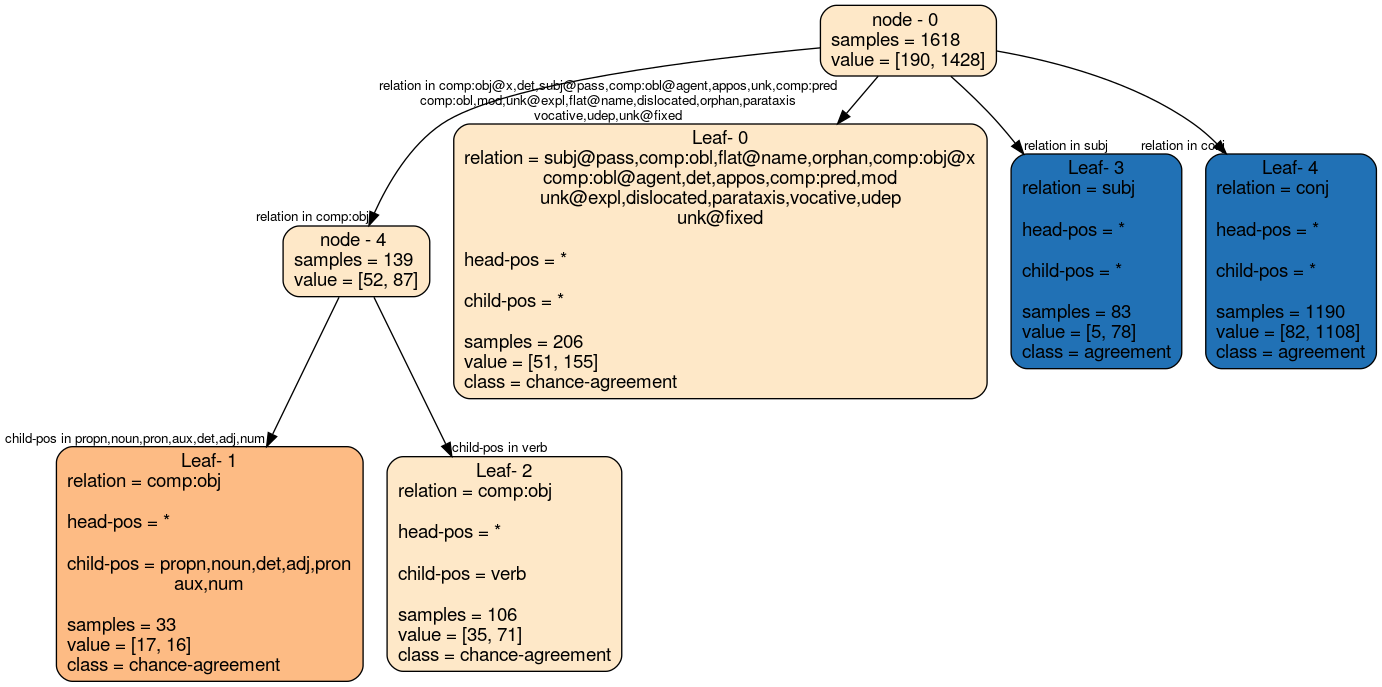 node - 0
samples = 1618
value = [190, 1428]
relation in comp:obj@x,det,subj@pass,comp:obl@agent,appos,unk,comp:pred
comp:obl,mod,unk@expl,flat@name,dislocated,orphan,parataxis
vocative,udep,unk@fixed
relation in subj
relation in conj
relation in comp:obj
node - 4
samples = 139
value = [52, 87]
Leaf- 0
relation = subj@pass,comp:obl,flat@name,orphan,comp:obj@x
comp:obl@agent,det,appos,comp:pred,mod
unk@expl,dislocated,parataxis,vocative,udep
unk@fixed
head-pos = *
child-pos = *
samples = 206
value = [51, 155]
class = chance-agreement
Leaf- 3
relation = subj
head-pos = *
child-pos = *
samples = 83
value = [5, 78]
class = agreement
Leaf- 4
relation = conj
head-pos = *
child-pos = *
samples = 1190
value = [82, 1108]
class = agreement
child-pos in propn,noun,pron,aux,det,adj,num
child-pos in verb
Leaf- 1
relation = comp:obj
head-pos = *
child-pos = propn,noun,det,adj,pron
aux,num
samples = 33
value = [17, 16]
class = chance-agreement
Leaf- 2
relation = comp:obj
head-pos = *
child-pos = verb
samples = 106
value = [35, 71]
class = chance-agreement